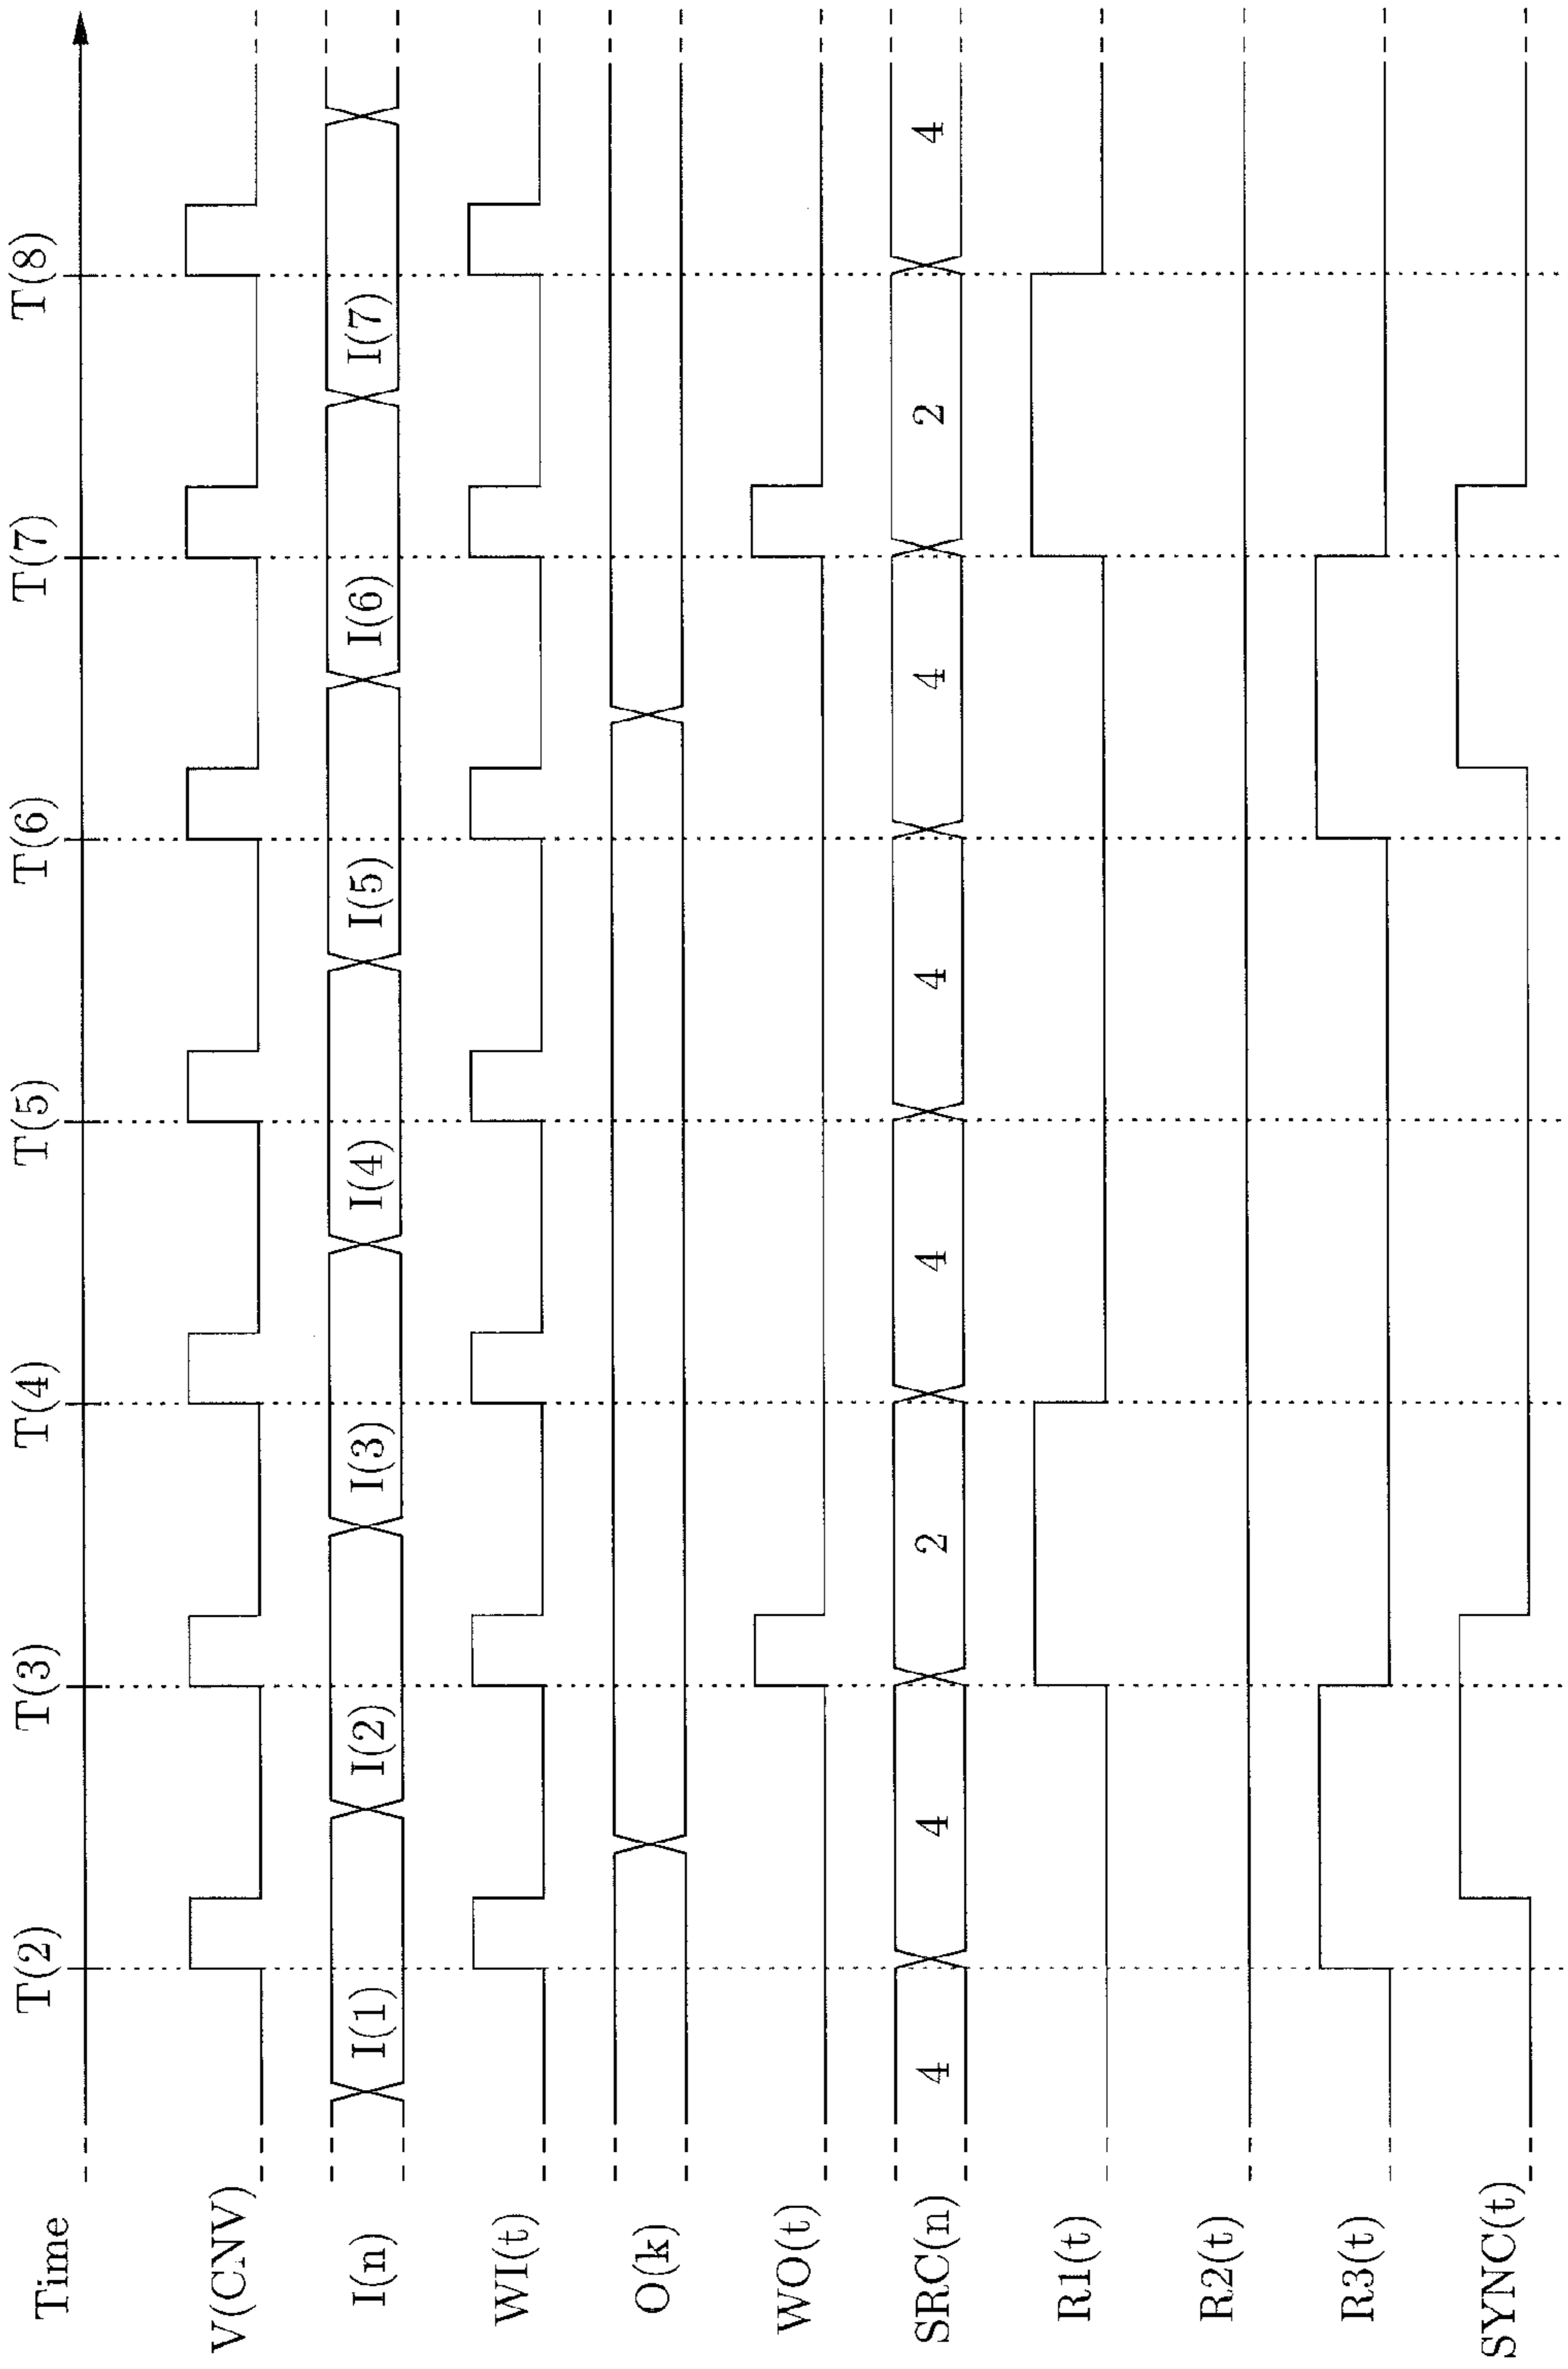 Time
T(2) T(3) T(4) T(5) T(6) T(7) T(8)
V(CNV)
I(n) I(1) I(2) I(3) I(4) I(5) I(6) I(7)
WI(t)
O(k)
WO(t)
SRC(n) 4 4 2 4 4 4 2 4
R1(t)
R2(t)
R3(t)
SYNC(t)